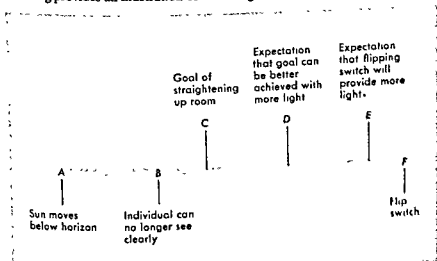 Goal of
straightening
up room
C
Expectation
that goal can
be better
achieved with
more light
D
Expectation
that flipping
switch will
provide more
light.
E
A
Sun moves
below horizon
B
Individual can
no longer see
clearly
F
Flip
switch